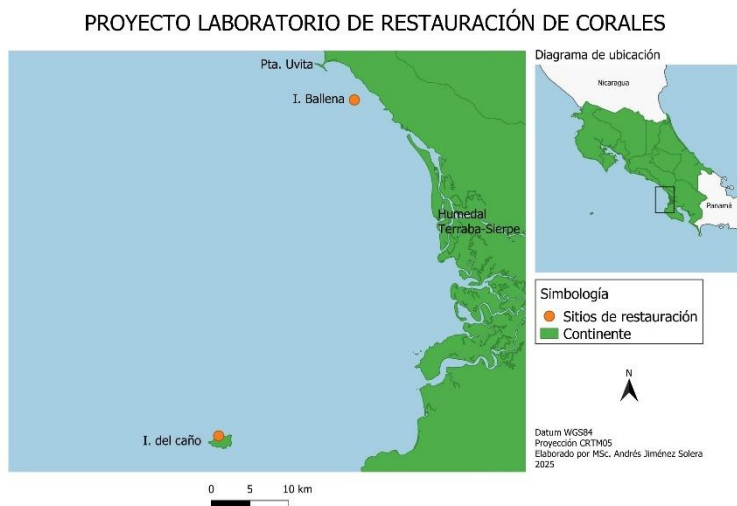 PROYECTO LABORATORIO DE RESTAURACIÓN DE CORALES
Pta. Uvita
I. Ballena
Humedal
Terraba-Sierpe
I. del caño
0 5 10 km
Diagrama de ubicación
Nicaragua
Panamá
Simbología
Sitios de restauración
Continente
N
Datum WGS84
Proyección CRTM05
Elaborado por MSc. Andrés Jiménez Solera
2025